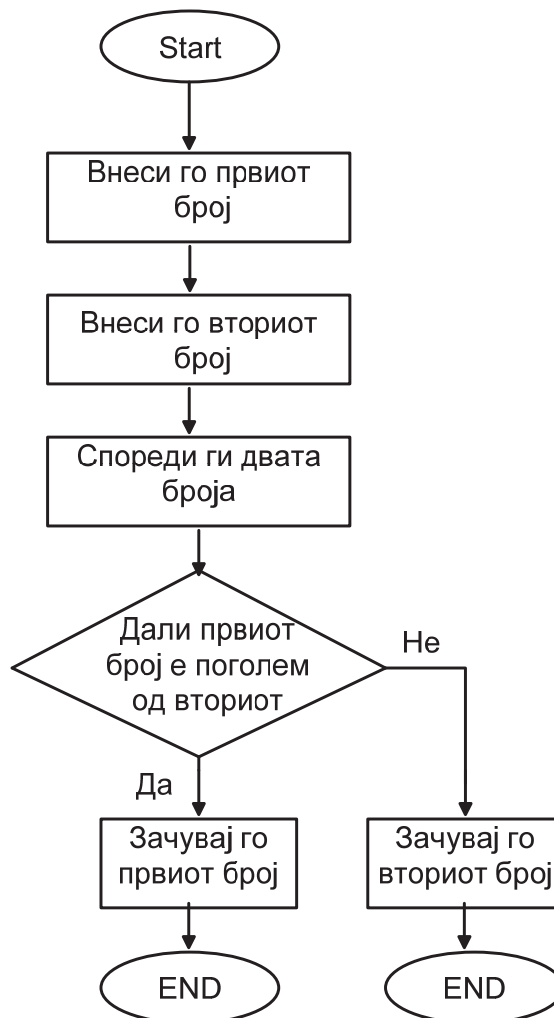 Start
Внеси го првиот
број
Внеси го вториот
број
Спореди ги двата
броја
Дали првиот
број е поголем
од вториот
Не
Да
Зачувај го
првиот број
Зачувај го
вториот број
END
END